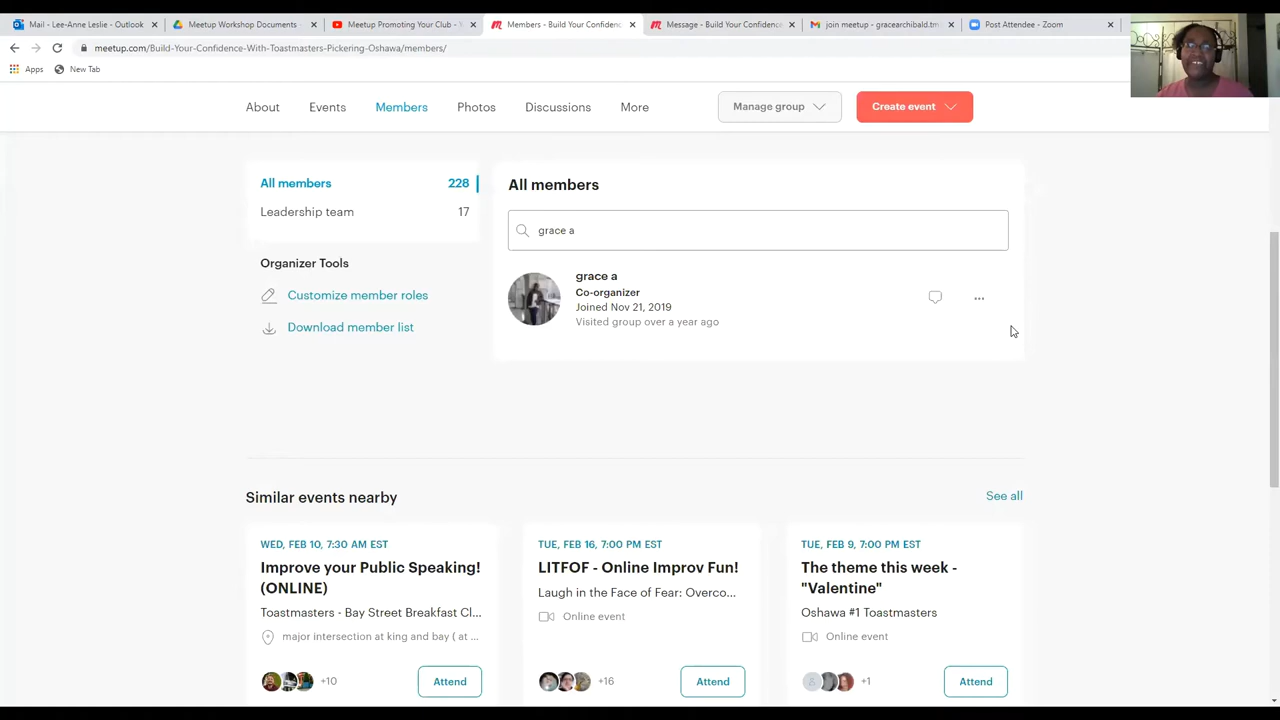 Mail - Lee-Anne Leslie - Outlook
Meetup Workshop Documents -
Meetup Promoting Your Club -
Members - Build Your Confidenc
Message - Build Your Confidence
join meetup - gracearchibald.tm
Post Attendee - Zoom
meetup.com/Build-Your-Confidence-With-Toastmasters-Pickering-Oshawa/members/
Apps
New Tab
About
Events
Members
Photos
Discussions
More
Manage group
Create event
All members 228
Leadership team 17
Organizer Tools
Customize member roles
Download member list
All members
grace a
grace a
Co-organizer
Joined Nov 21, 2019
Visited group over a year ago
Similar events nearby
See all
WED, FEB 10, 7:30 AM EST
Improve your Public Speaking!
(ONLINE)
Toastmasters - Bay Street Breakfast Cl...
major intersection at king and bay ( at ...
+10
Attend
TUE, FEB 16, 7:00 PM EST
LITFOF - Online Improv Fun!
Laugh in the Face of Fear: Overco...
Online event
+16
Attend
TUE, FEB 9, 7:00 PM EST
The theme this week -
"Valentine"
Oshawa #1 Toastmasters
Online event
+1
Attend